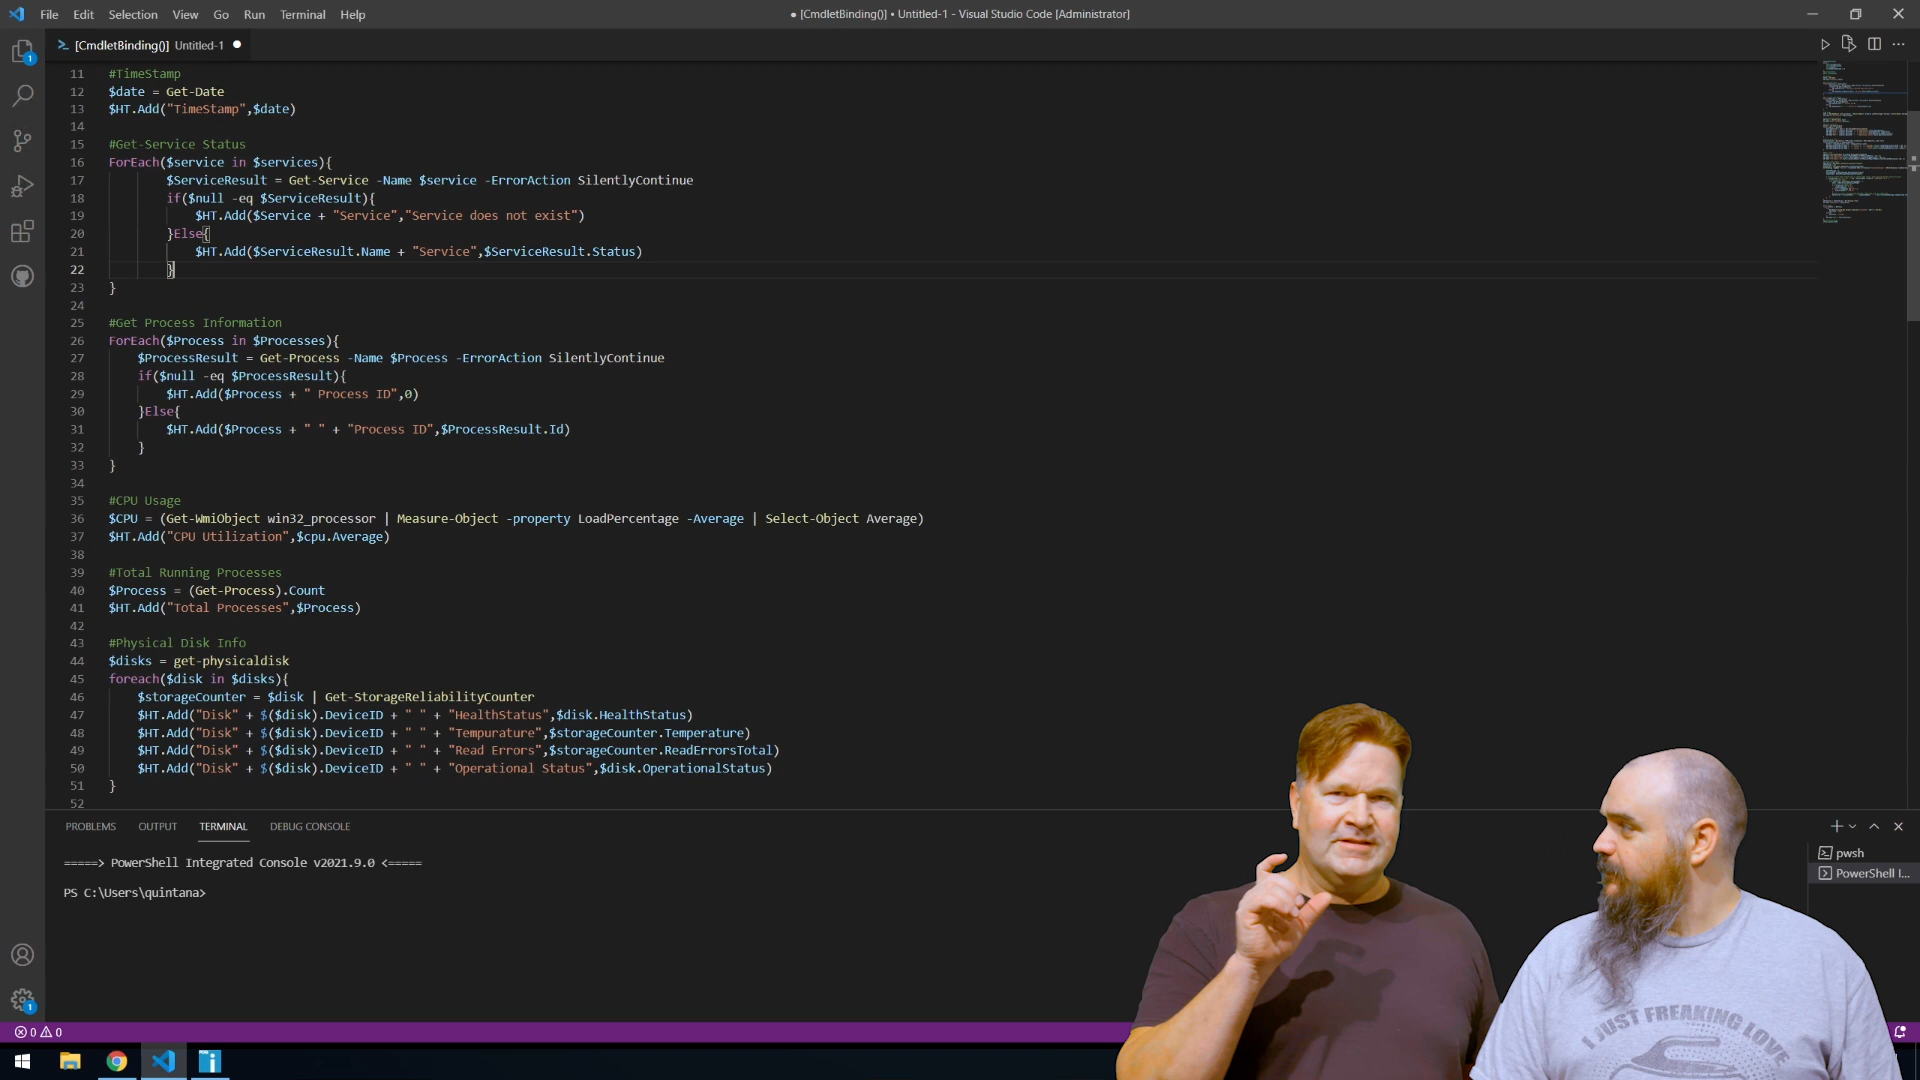 File Edit Selection View Go Run Terminal Help
● [CmdletBinding()] • Untitled-1 - Visual Studio Code [Administrator]
[CmdletBinding()] Untitled-1 ●
11 #TimeStamp
12 $date = Get-Date
13 $HT.Add("TimeStamp",$date)
14
15 #Get-Service Status
16 ForEach($service in $services){
17 $ServiceResult = Get-Service -Name $service -ErrorAction SilentlyContinue
18 if($null -eq $ServiceResult){
19 $HT.Add($Service + "Service","Service does not exist")
20 }Else{
21 $HT.Add($ServiceResult.Name + "Service",$ServiceResult.Status)
22 }
23 }
24
25 #Get Process Information
26 ForEach($Process in $Processes){
27 $ProcessResult = Get-Process -Name $Process -ErrorAction SilentlyContinue
28 if($null -eq $ProcessResult){
29 $HT.Add($Process + " Process ID",0)
30 }Else{
31 $HT.Add($Process + " " + "Process ID",$ProcessResult.Id)
32 }
33 }
34
35 #CPU Usage
36 $CPU = (Get-WmiObject win32_processor | Measure-Object -property LoadPercentage -Average | Select-Object Average)
37 $HT.Add("CPU Utilization",$cpu.Average)
38
39 #Total Running Processes
40 $Process = (Get-Process).Count
41 $HT.Add("Total Processes",$Process)
42
43 #Physical Disk Info
44 $disks = get-physicaldisk
45 foreach($disk in $disks){
46 $storageCounter = $disk | Get-StorageReliabilityCounter
47 $HT.Add("Disk" + $($disk).DeviceID + " " + "HealthStatus",$disk.HealthStatus)
48 $HT.Add("Disk" + $($disk).DeviceID + " " + "Tempurature",$storageCounter.Temperature)
49 $HT.Add("Disk" + $($disk).DeviceID + " " + "Read Errors",$storageCounter.ReadErrorsTotal)
50 $HT.Add("Disk" + $($disk).DeviceID + " " + "Operational Status",$disk.OperationalStatus)
51 }
52
PROBLEMS OUTPUT TERMINAL DEBUG CONSOLE
=====> PowerShell Integrated Console v2021.9.0 <=====
PS C:\Users\quintana>
pwsh
PowerShell I...
I JUST FREAKING LOVE
0 0